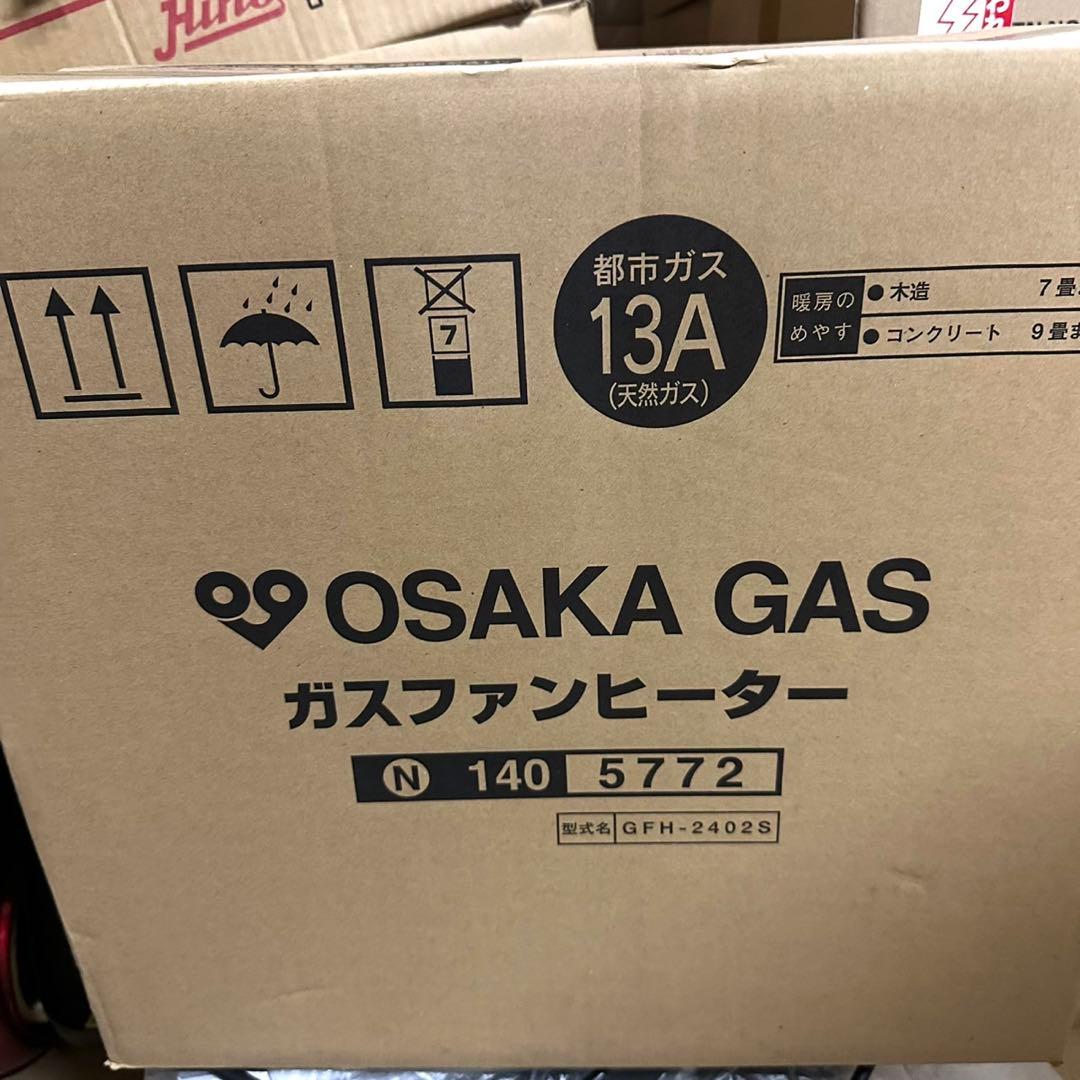 都市ガス
13A
(天然ガス)
暖房の
めやす
● 木造 7畳
● コンクリート 9畳ま
7
OSAKA GAS
ガスファンヒーター
N 140 5772
型式名 GFH-2402S